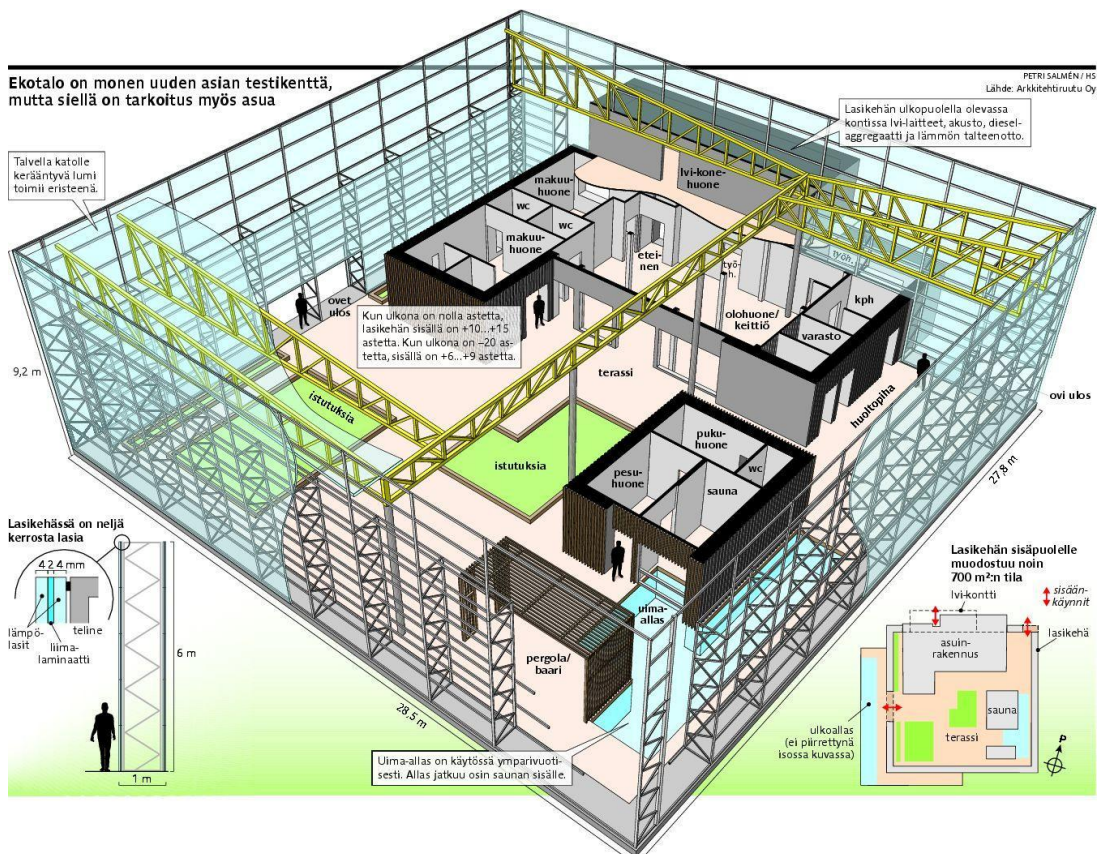 Ekotalo on monen uuden asian testikenttä,
mutta siellä on tarkoitus myös asua
PETRI SALMÉN / HS
Lähde: Arkkitehtiruutu Oy
Talvella katolle
kerääntyvä lumi
toimii eristeenä.
Lasikehän ulkopuolella olevassa
kontissa lvi-laitteet, akusto, diesel-
aggregaatti ja lämmön talteenotto.
makuu-
huone
lvi-kone-
huone
wc
wc
makuu-
huone
etei-
nen
työ-
h.
työh.
kph
olohuone/
keittiö
varasto
ovet
ulos
Kun ulkona on nolla astetta,
lasikehän sisällä on +10...+15
astetta. Kun ulkona on –20 as-
tetta, sisällä on +6...+9 astetta.
9,2 m
terassi
huoltopiha
ovi ulos
istutuksia
istutuksia
puku-
huone
pesu-
huone
wc
sauna
27,8 m
Lasikehässä on neljä
kerrosta lasia
4 2 4 mm
lämpö-
lasit
teline
liima-
laminaatti
6 m
1 m
uima-
allas
pergola/
baari
28,5 m
Uima-allas on käytössä ymparivuoti-
sesti. Allas jatkuu osin saunan sisälle.
Lasikehän sisäpuolelle
muodostuu noin
700 m²:n tila
lvi-kontti
sisään-
käynnit
lasikehä
asuin-
rakennus
sauna
terassi
ulkoallas
(ei piirrettynä
isossa kuvassa)
P